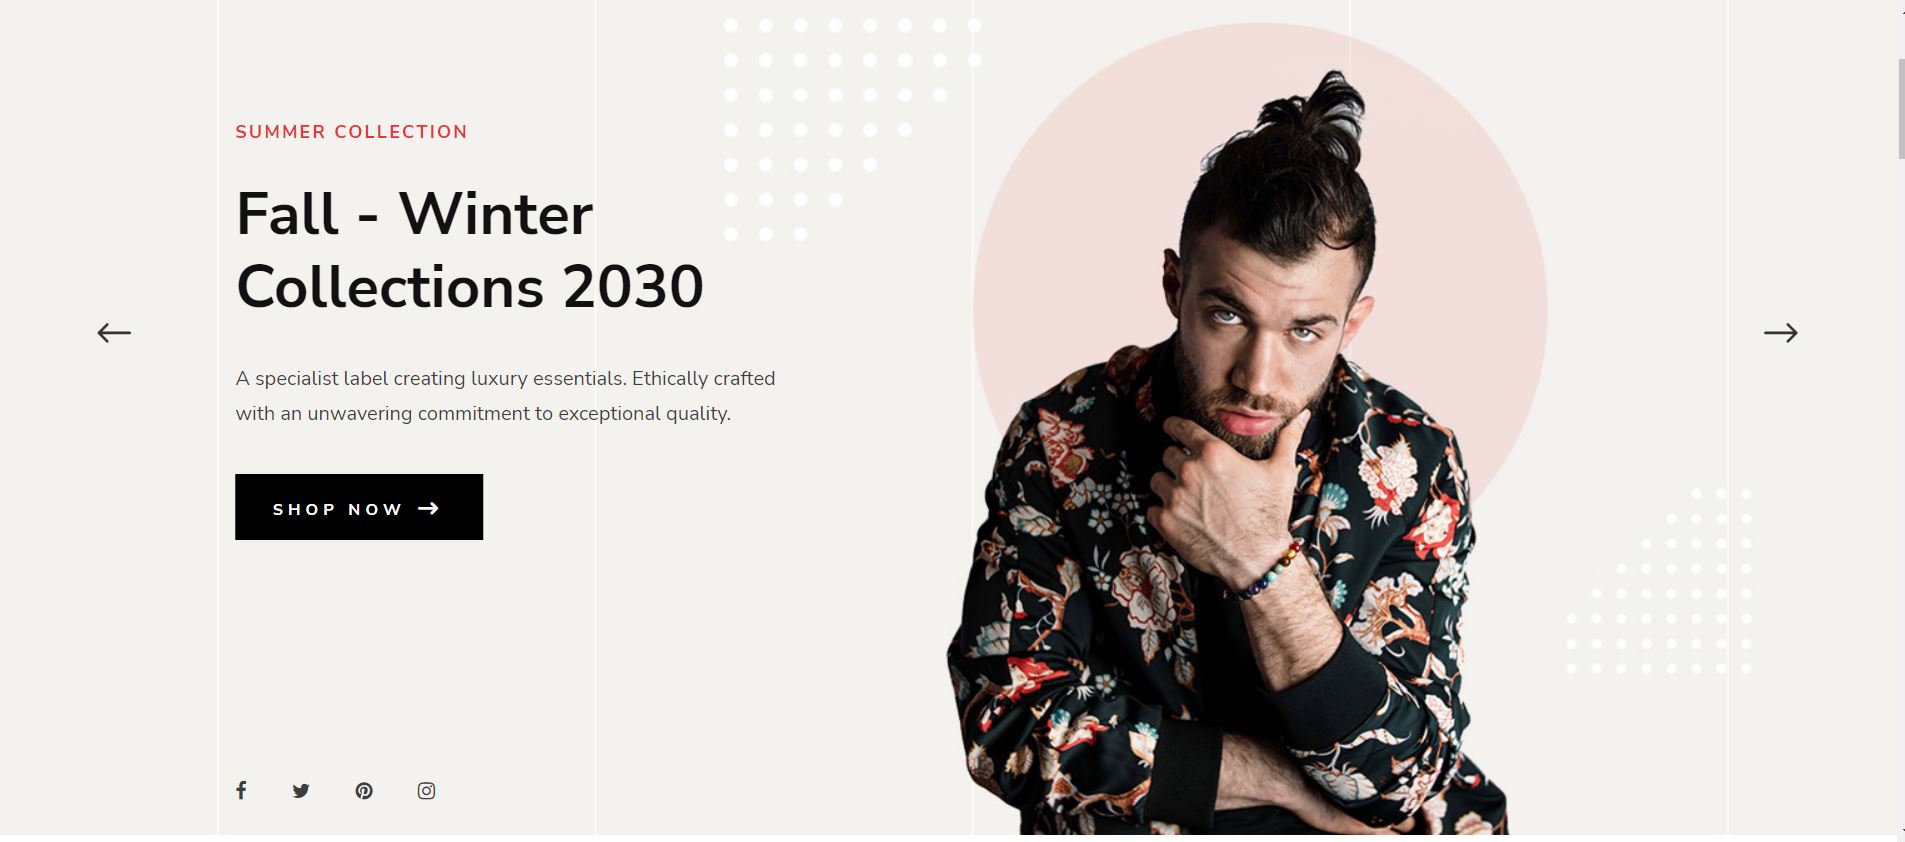 SUMMER COLLECTION
Fall - Winter
Collections 2030
A specialist label creating luxury essentials. Ethically crafted
with an unwavering commitment to exceptional quality.
SHOP NOW